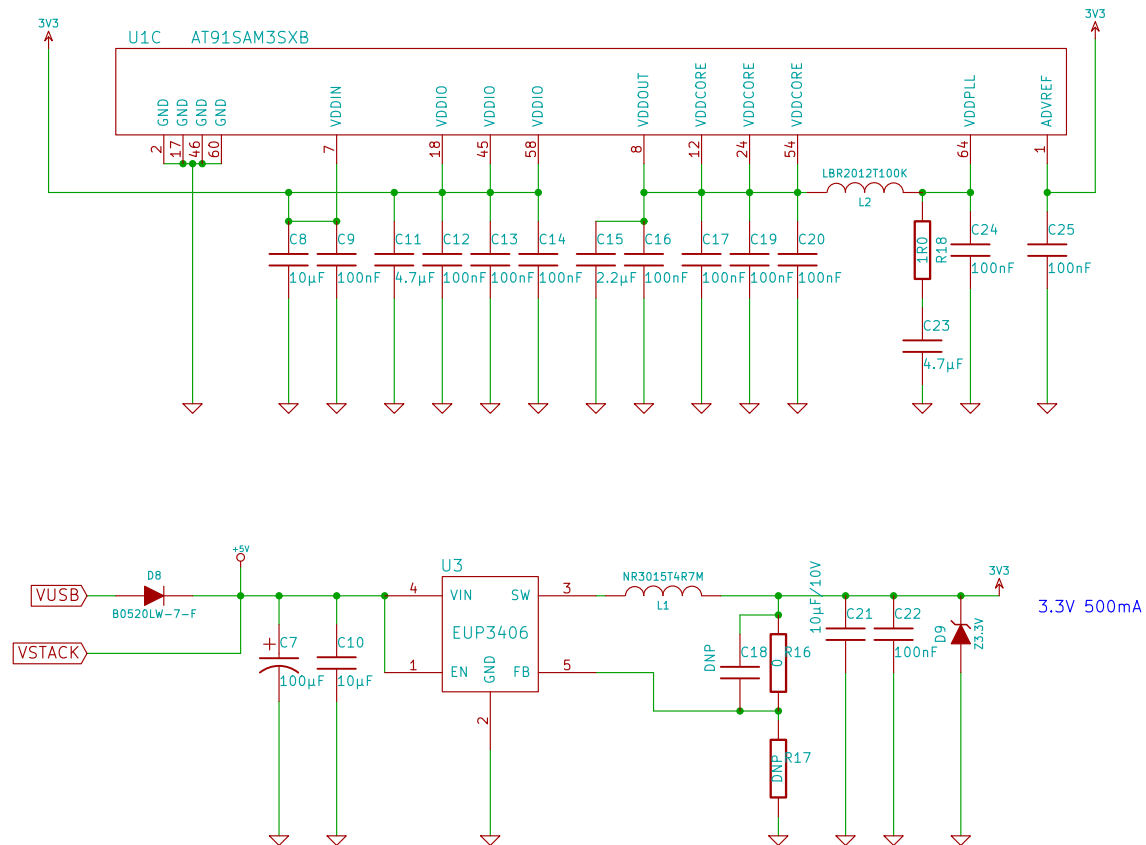 3V3
3V3
U1C AT91SAM3SXB
GND
GND
GND
GND
VDDIN
VDDIO
VDDIO
VDDIO
VDDOUT
VDDCORE
VDDCORE
VDDCORE
VDDPLL
ADVREF
2
17
46
60
7
18
45
58
8
12
24
54
64
1
LBR2012T100K
L2
C8
10µF
C9
100nF
C11
4.7µF
C12
100nF
C13
100nF
C14
100nF
C15
2.2µF
C16
100nF
C17
100nF
C19
100nF
C20
100nF
1R0
R18
C24
100nF
C25
100nF
C23
4.7µF
VUSB
VSTACK
D8
B0520LW-7-F
+5V
C7
+
100µF
C10
10µF
U3
4
VIN
SW
3
EUP3406
1
EN
GND
FB
5
2
NR3015T4R7M
L1
DNP
C18
0
R16
DNP
R17
10µF/10V
C21
C22
100nF
D9
Z3.3V
3V3
3.3V 500mA